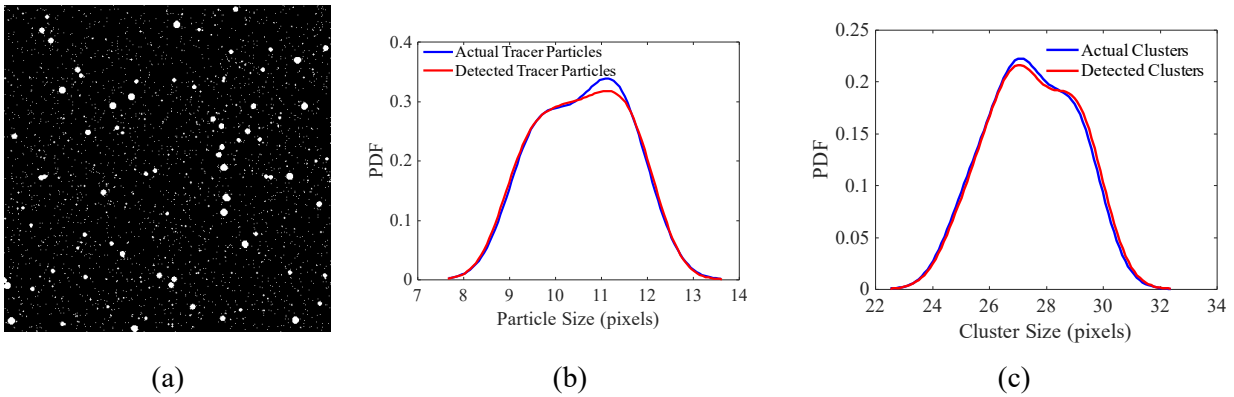 0.4
0.3
0.2
0.1
0
PDF
Actual Tracer Particles
Detected Tracer Particles
7 8 9 10 11 12 13 14
Particle Size (pixels)
0.25
0.2
0.15
0.1
0.05
0
PDF
Actual Clusters
Detected Clusters
22 24 26 28 30 32 34
Cluster Size (pixels)
(a) (b) (c)